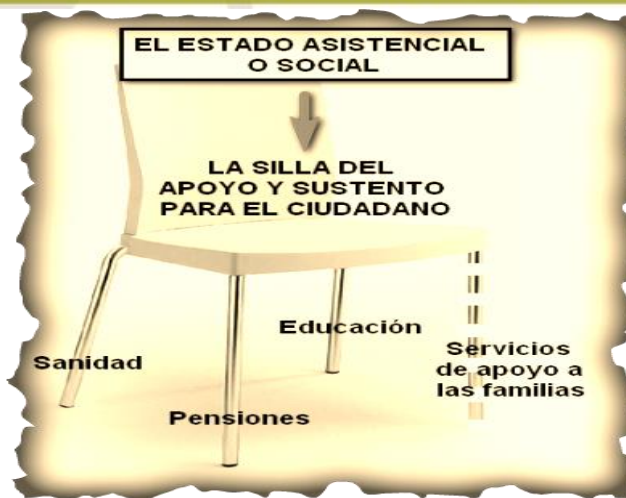 EL ESTADO ASISTENCIAL
O SOCIAL
LA SILLA DEL
APOYO Y SUSTENTO
PARA EL CIUDADANO
Educación
Sanidad
Servicios
de apoyo a
las familias
Pensiones